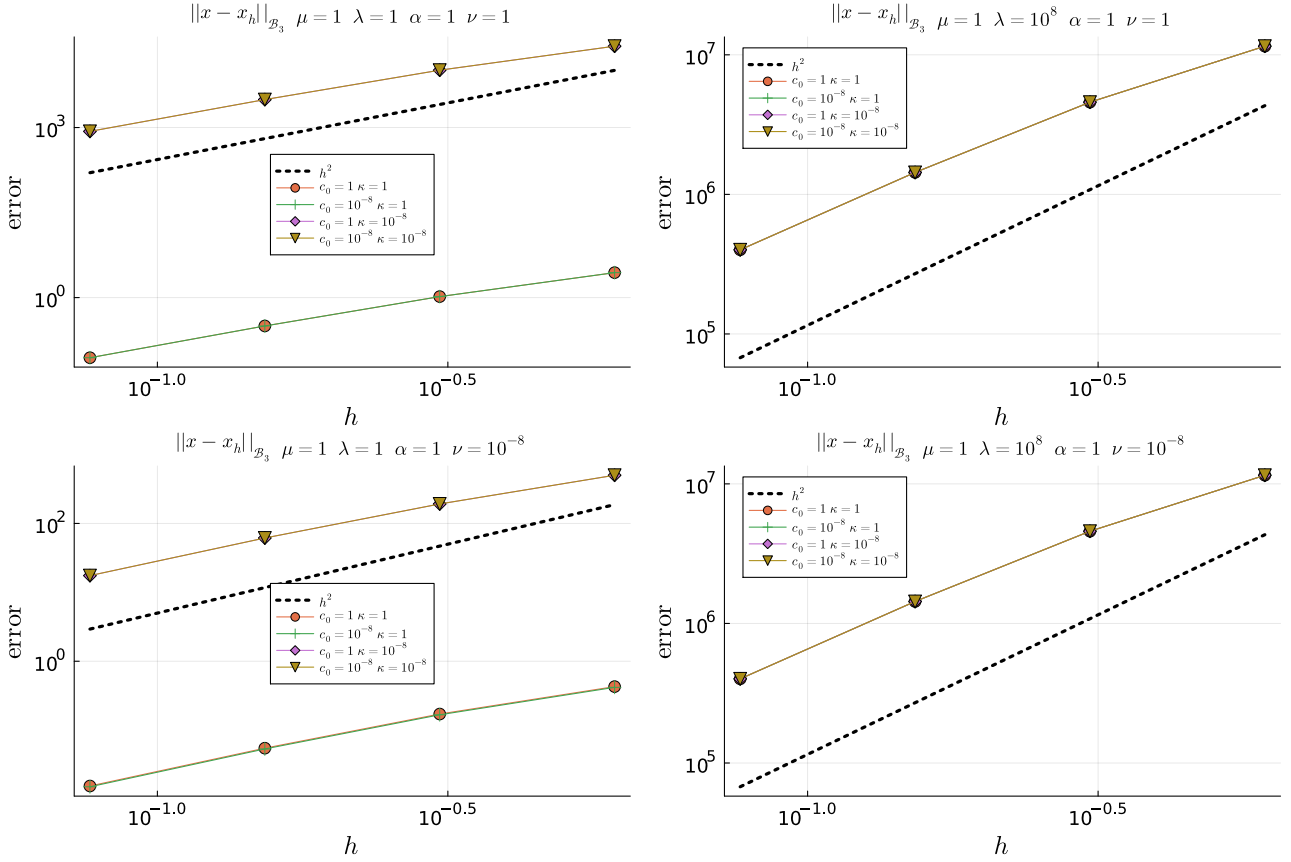 ||x − x_h||_{ℬ_3} μ = 1 λ = 1 α = 1 ν = 1
error
10^3
10^0
h^2
c_0 = 1 κ = 1
c_0 = 10^{−8} κ = 1
c_0 = 1 κ = 10^{−8}
c_0 = 10^{−8} κ = 10^{−8}
10^{−1.0}
10^{−0.5}
h
||x − x_h||_{ℬ_3} μ = 1 λ = 10^8 α = 1 ν = 1
error
10^7
10^6
10^5
h^2
c_0 = 1 κ = 1
c_0 = 10^{−8} κ = 1
c_0 = 1 κ = 10^{−8}
c_0 = 10^{−8} κ = 10^{−8}
10^{−1.0}
10^{−0.5}
h
||x − x_h||_{ℬ_3} μ = 1 λ = 1 α = 1 ν = 10^{−8}
error
10^2
10^0
h^2
c_0 = 1 κ = 1
c_0 = 10^{−8} κ = 1
c_0 = 1 κ = 10^{−8}
c_0 = 10^{−8} κ = 10^{−8}
10^{−1.0}
10^{−0.5}
h
||x − x_h||_{ℬ_3} μ = 1 λ = 10^8 α = 1 ν = 10^{−8}
error
10^7
10^6
10^5
h^2
c_0 = 1 κ = 1
c_0 = 10^{−8} κ = 1
c_0 = 1 κ = 10^{−8}
c_0 = 10^{−8} κ = 10^{−8}
10^{−1.0}
10^{−0.5}
h